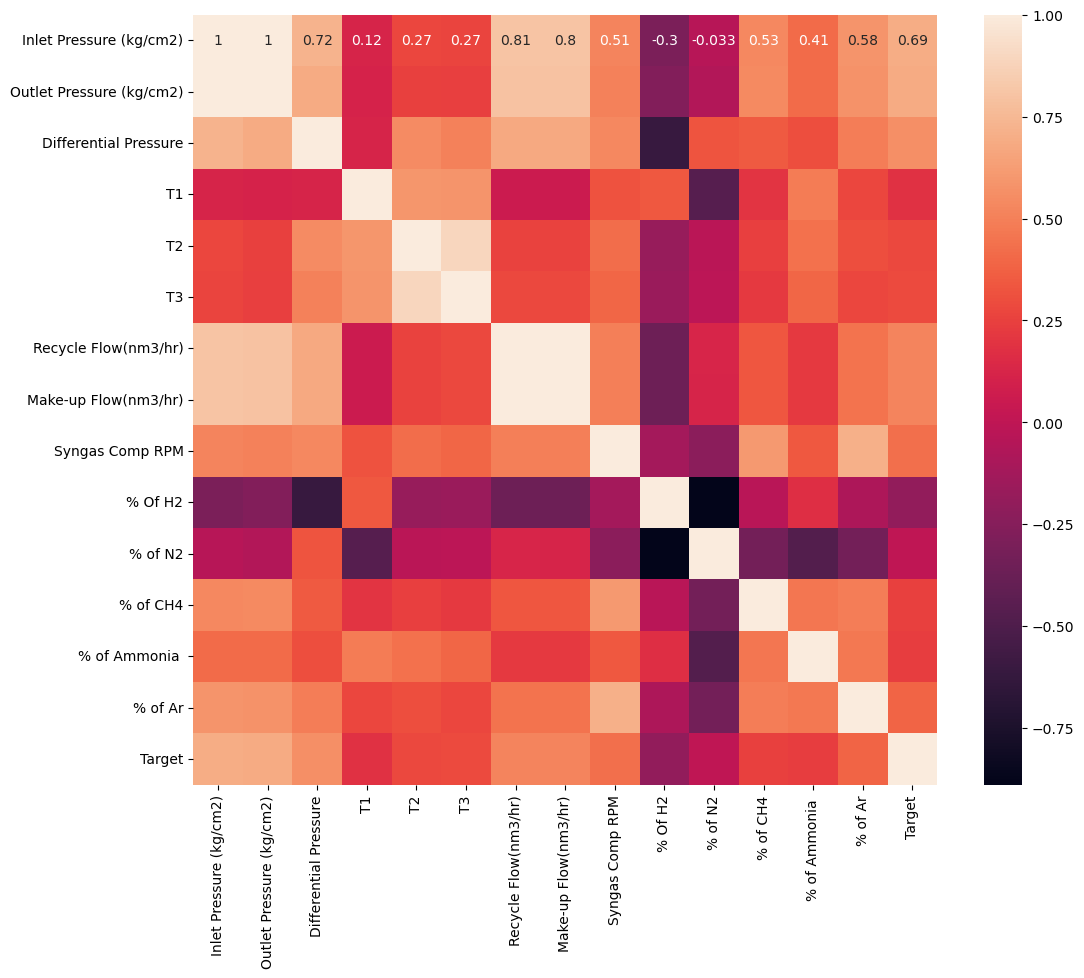 Inlet Pressure (kg/cm2) 1 1 0.72 0.12 0.27 0.27 0.81 0.8 0.51 -0.3 -0.033 0.53 0.41 0.58 0.69
Outlet Pressure (kg/cm2)
Differential Pressure
T1
T2
T3
Recycle Flow(nm3/hr)
Make-up Flow(nm3/hr)
Syngas Comp RPM
% Of H2
% of N2
% of CH4
% of Ammonia
% of Ar
Target
Inlet Pressure (kg/cm2)
Outlet Pressure (kg/cm2)
Differential Pressure
T1
T2
T3
Recycle Flow(nm3/hr)
Make-up Flow(nm3/hr)
Syngas Comp RPM
% Of H2
% of N2
% of CH4
% of Ammonia
% of Ar
Target
1.00
0.75
0.50
0.25
0.00
−0.25
−0.50
−0.75